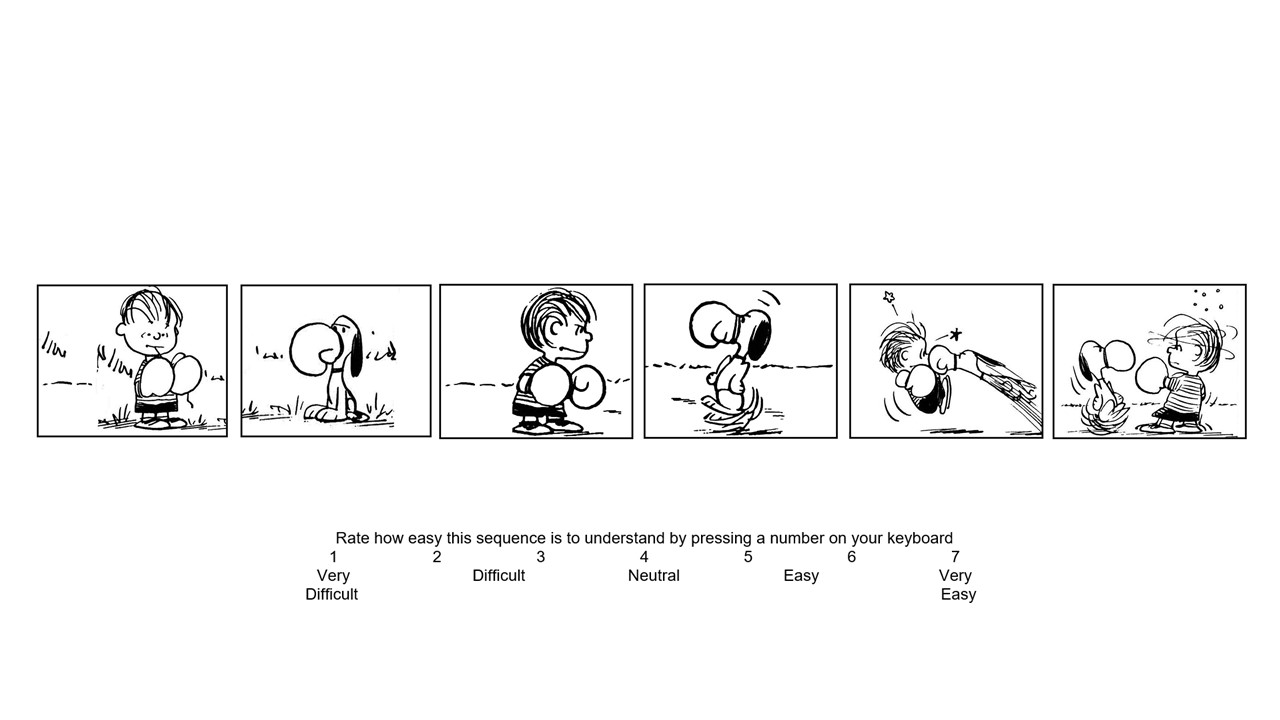 Rate how easy this sequence is to understand by pressing a number on your keyboard
1 2 3 4 5 6 7
Very Difficult Neutral Easy Very
Difficult Easy